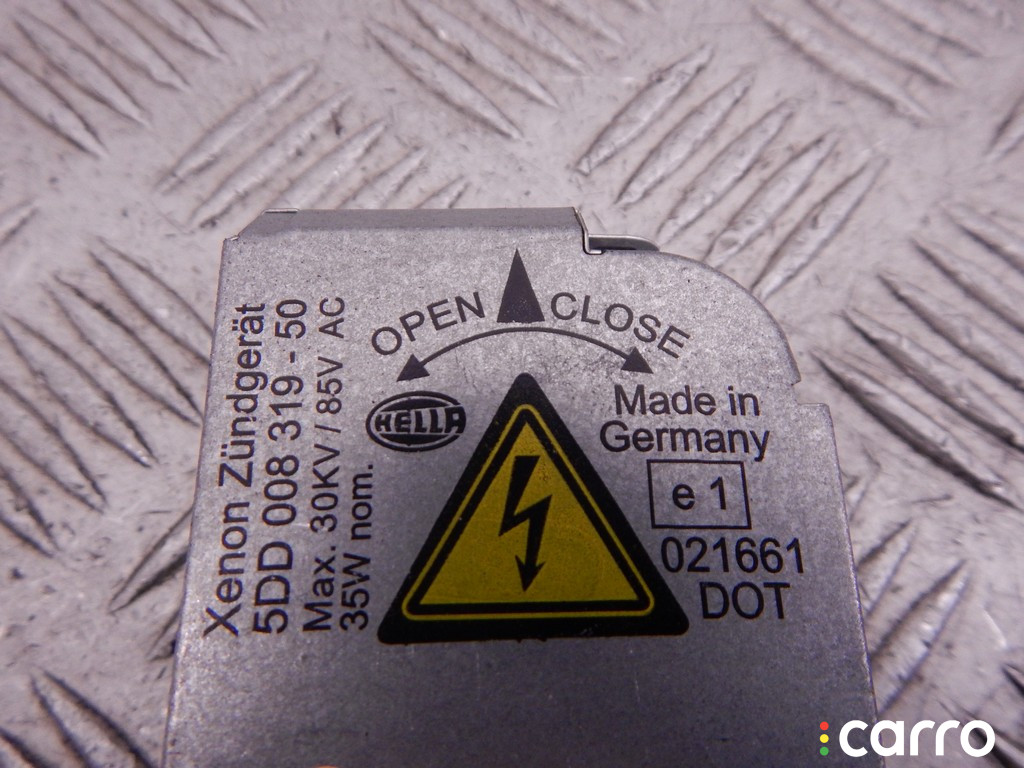 OPEN CLOSE
HELLA
Made in
Germany
e 1
021661
DOT
Xenon Zündgerät
5DD 008 319 - 50
Max. 30KV / 85V AC
35W nom.
carro